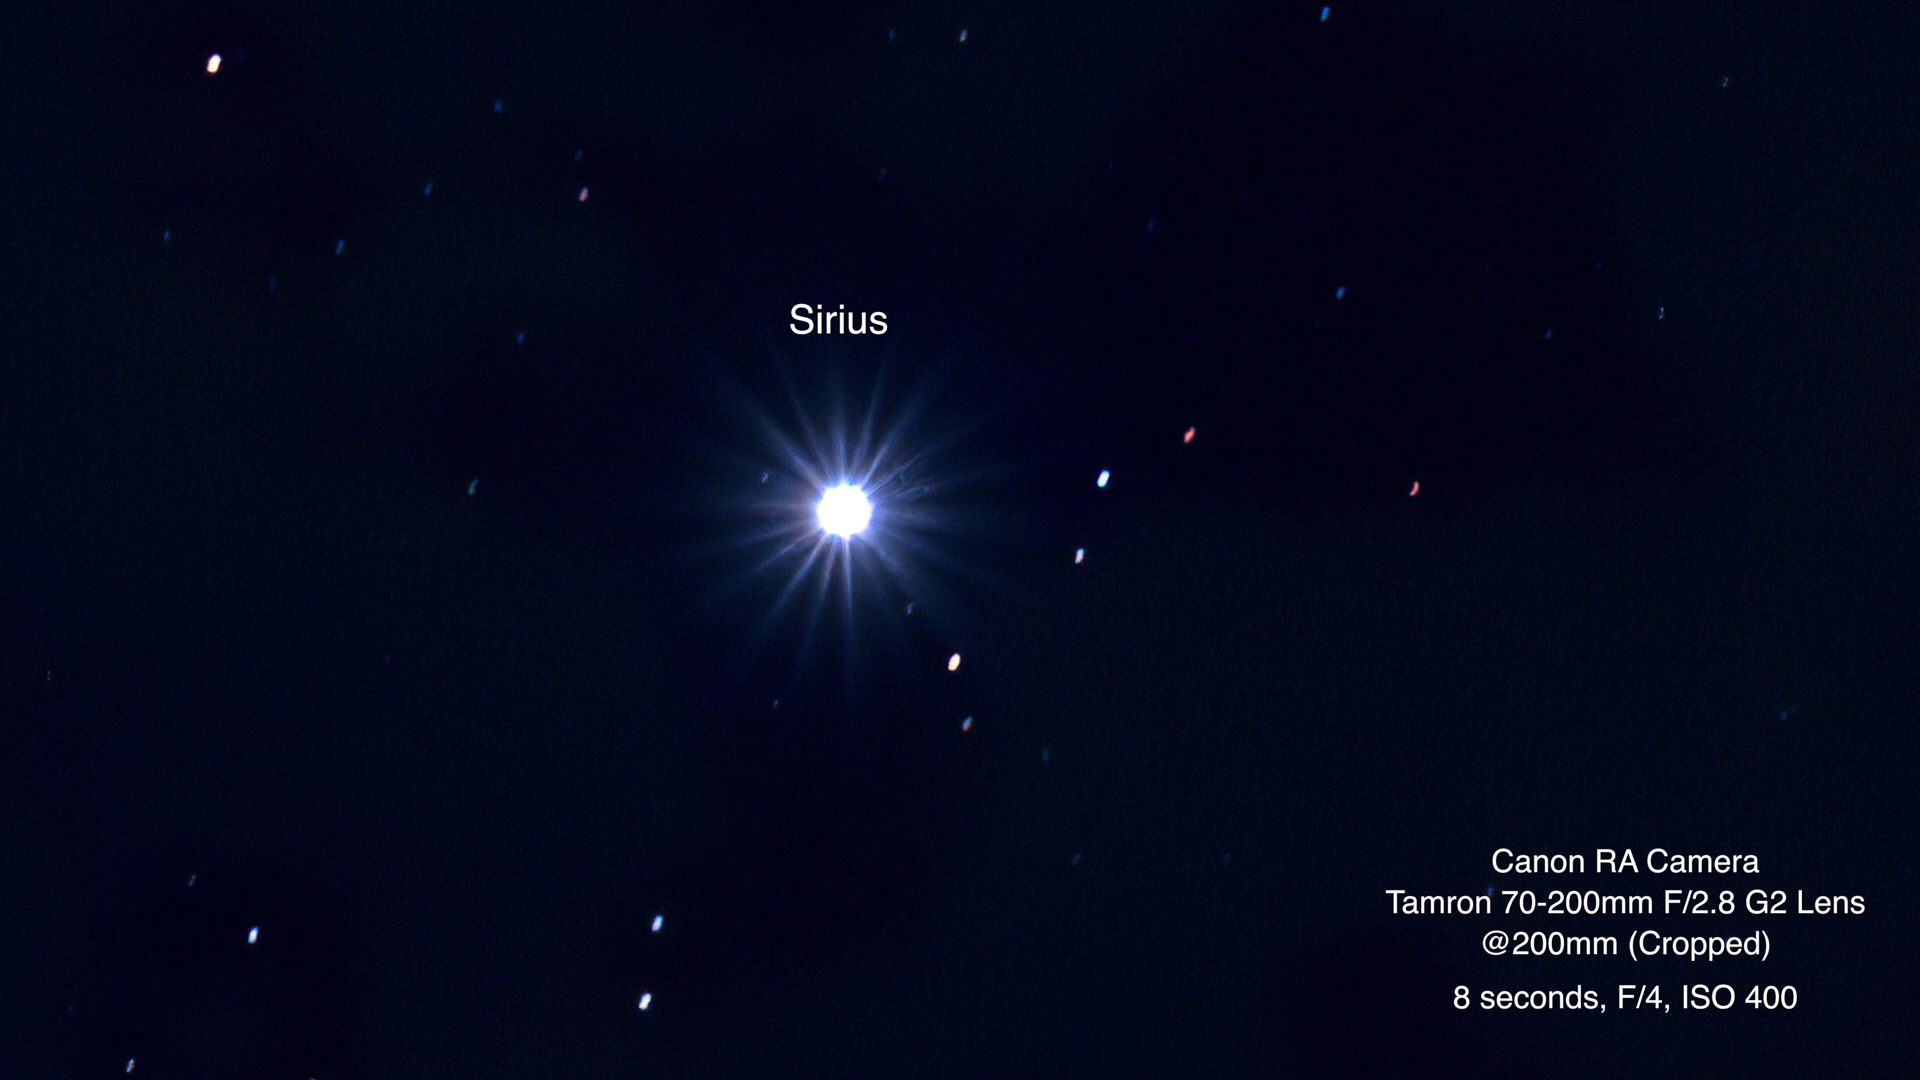 Sirius
Canon RA Camera
Tamron 70-200mm F/2.8 G2 Lens
@200mm (Cropped)
8 seconds, F/4, ISO 400